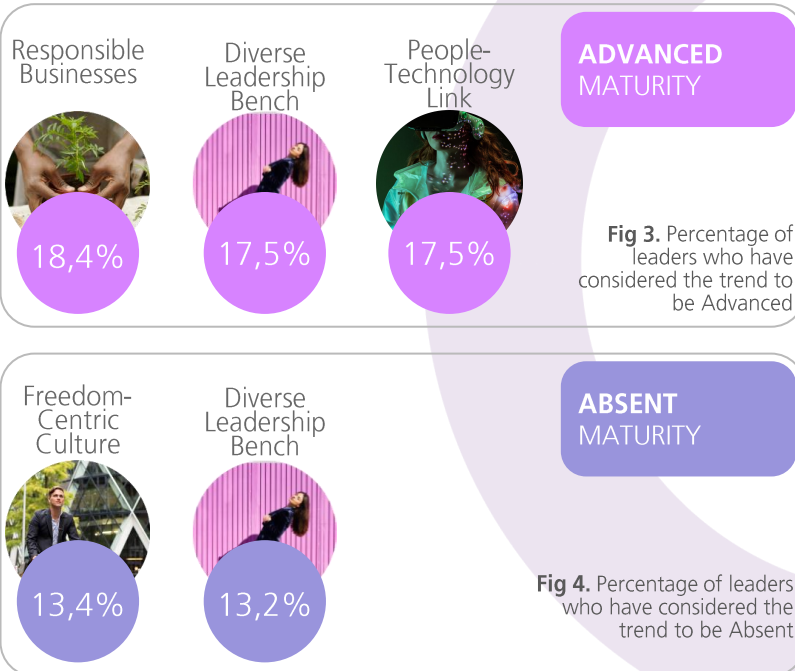 Responsible
Businesses
Diverse
Leadership
Bench
People-
Technology
Link
ADVANCED
MATURITY
18,4%
17,5%
17,5%
Fig 3. Percentage of
leaders who have
considered the trend to
be Advanced
Freedom-
Centric
Culture
Diverse
Leadership
Bench
ABSENT
MATURITY
13,4%
13,2%
Fig 4. Percentage of leaders
who have considered the
trend to be Absent